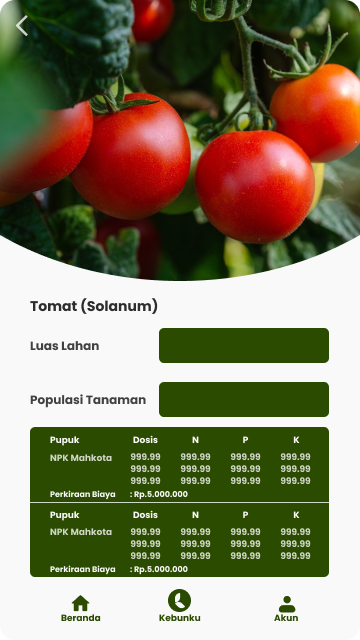 Tomat (Solanum)
Luas Lahan
Populasi Tanaman
Pupuk Dosis N P K
NPK Mahkota 999.99 999.99 999.99 999.99
999.99 999.99 999.99 999.99
999.99 999.99 999.99 999.99
Perkiraan Biaya : Rp.5.000.000
Pupuk Dosis N P K
NPK Mahkota 999.99 999.99 999.99 999.99
999.99 999.99 999.99 999.99
999.99 999.99 999.99 999.99
Perkiraan Biaya : Rp.5.000.000
Beranda Kebunku Akun